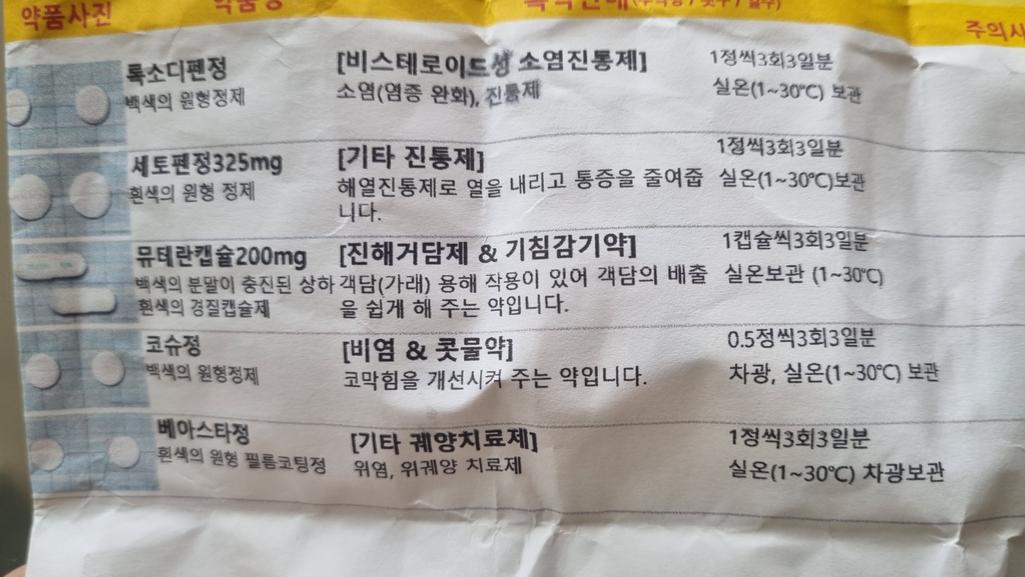 약품사진
주의사
록소디펜정 [비스테로이드성 소염진통제] 1정씩3회3일분
백색의 원형정제 소염(염증 완화), 진통제 실온(1~30℃) 보관
세토펜정325mg [기타 진통제] 1정씩3회3일분
흰색의 원형 정제 해열진통제로 열을 내리고 통증을 줄여줍 실온(1~30℃)보관
니다.
뮤테란캡슐200mg [진해거담제 & 기침감기약] 1캡슐씩3회3일분
백색의 분말이 충진된 상하 객담(가래) 용해 작용이 있어 객담의 배출 실온보관 (1~30℃)
흰색의 경질캡슐제 을 쉽게 해 주는 약입니다.
코슈정 [비염 & 콧물약] 0.5정씩3회3일분
백색의 원형정제 코막힘을 개선시켜 주는 약입니다. 차광, 실온(1~30℃) 보관
베아스타정 [기타 궤양치료제] 1정씩3회3일분
흰색의 원형 필름코팅정 위염, 위궤양 치료제 실온(1~30℃) 차광보관